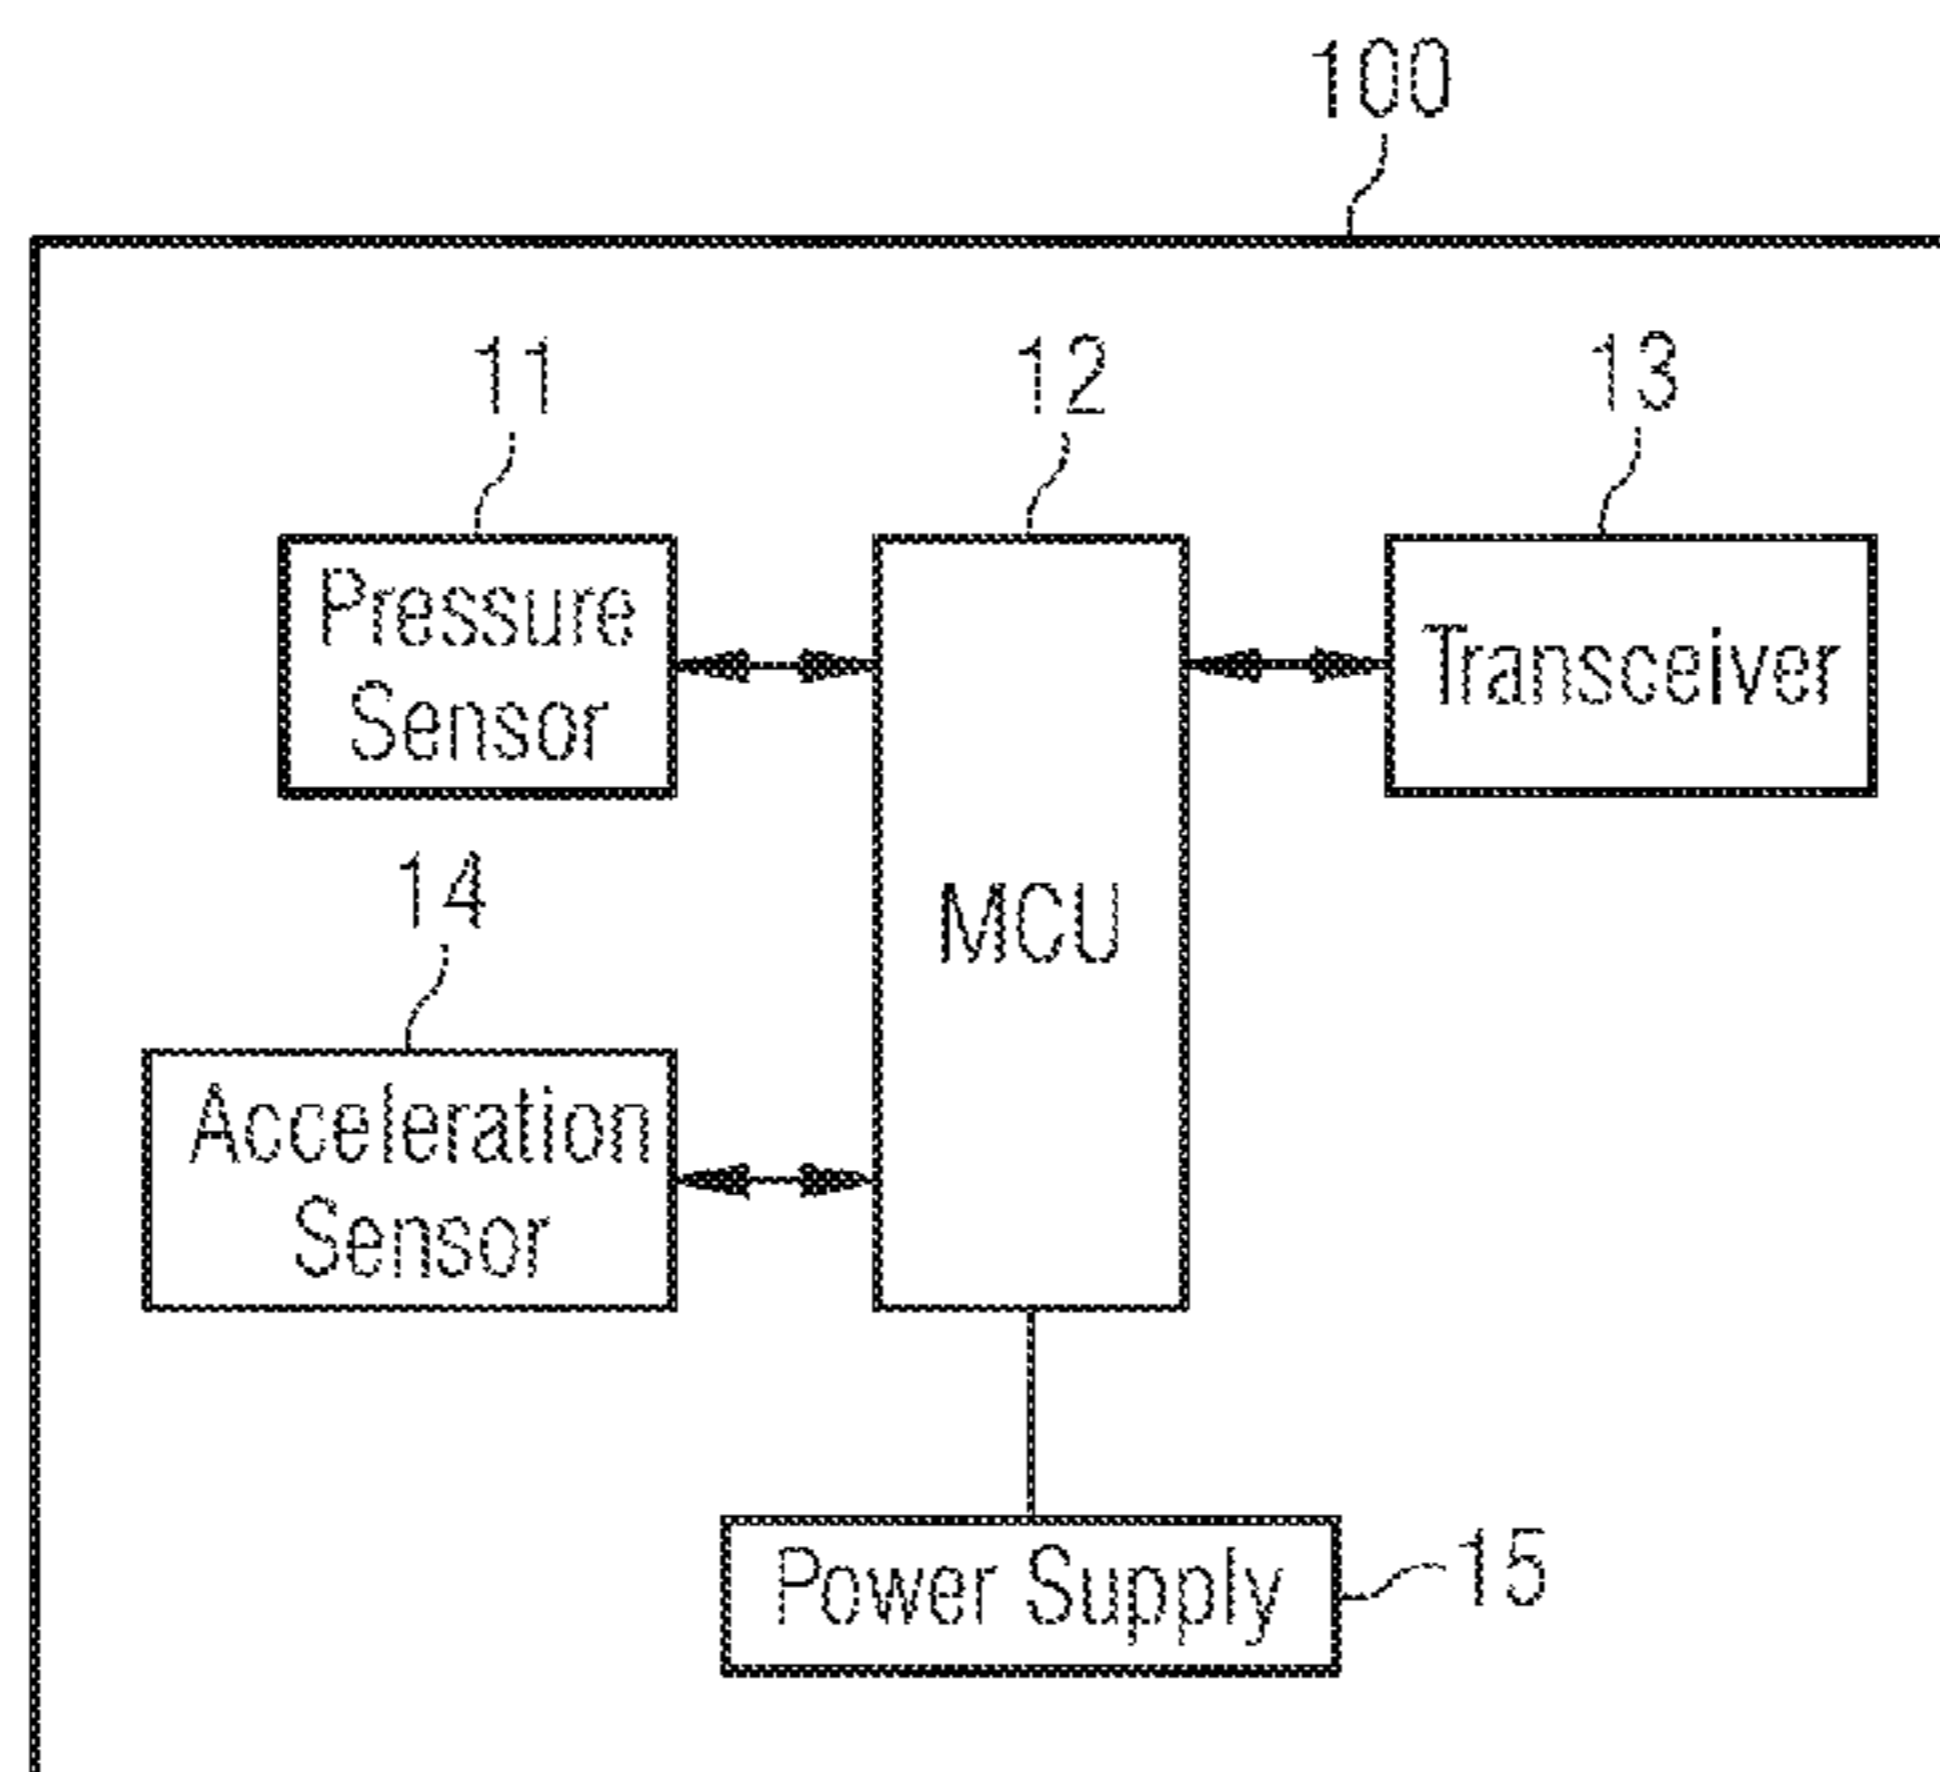 100
11
12
13
Pressure
Sensor
Transceiver
MCU
14
Acceleration
Sensor
Power Supply
15